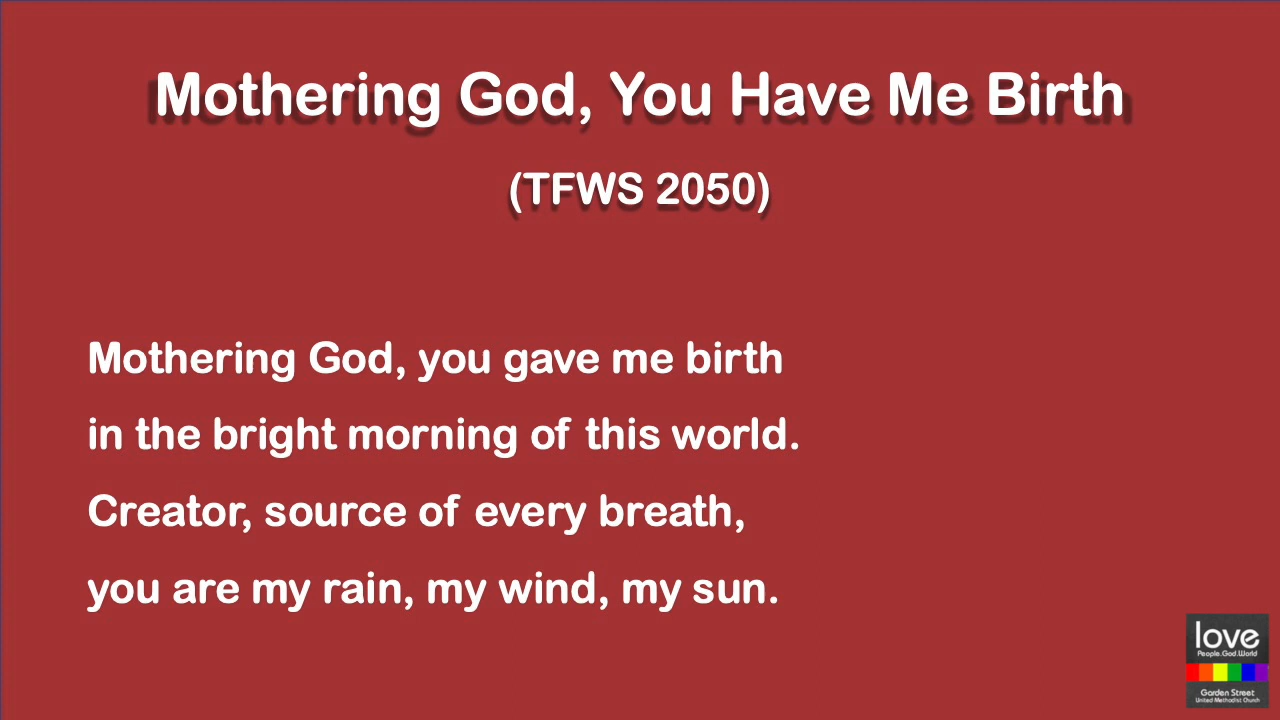 Mothering God, You Have Me Birth
(TFWS 2050)
Mothering God, you gave me birth
in the bright morning of this world.
Creator, source of every breath,
you are my rain, my wind, my sun.
love
People.God.World
Garden Street
United Methodist Church